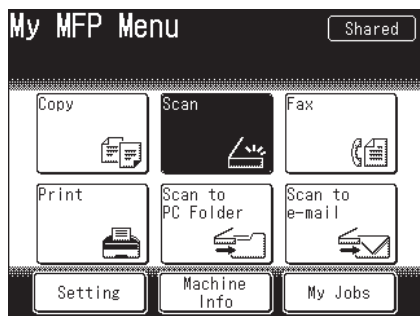 My MFP Menu
Shared
Copy
Scan
Fax
Print
Scan to
PC Folder
Scan to
e-mail
Setting
Machine
Info
My Jobs